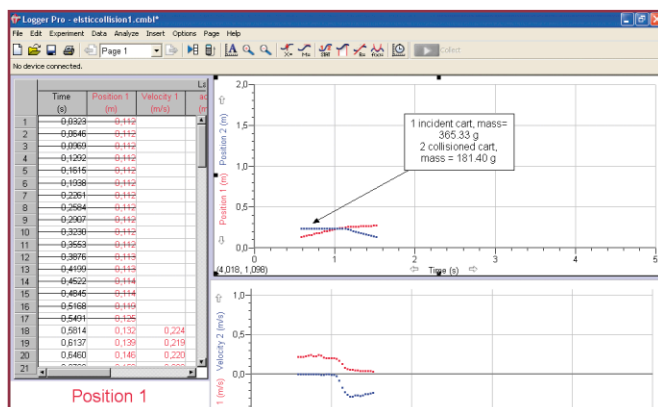 Logger Pro - elsticcollision1.cmbl*
File Edit Experiment Data Analyze Insert Options Page Help
Page 1
Collect
No device connected.
Time Position 1 Velocity 1
(s) (m) (m/s)
1 0,0323 0,112
2 0,0646 0,112
3 0,0969 0,112
4 0,1292 0,112
5 0,1615 0,112
6 0,1938 0,112
7 0,2261 0,112
8 0,2584 0,112
9 0,2907 0,112
10 0,3230 0,112
11 0,3553 0,112
12 0,3876 0,113
13 0,4199 0,113
14 0,4522 0,114
15 0,4845 0,114
16 0,5168 0,119
17 0,5491 0,125
18 0,5814 0,132 0,224
19 0,6137 0,139 0,219
20 0,6460 0,146 0,220
21
Position 1
2,0
1,5
1,0
0,5
0,0
Position 1 (m) Position 2 (m)
1 incident cart, mass=
365.33 g
2 collisioned cart,
mass = 181.40 g
0 1 2 3 4 5
(4,018, 1,098)
Time (s)
1,0
0,5
0,0
1 (m/s) Velocity 2 (m/s)